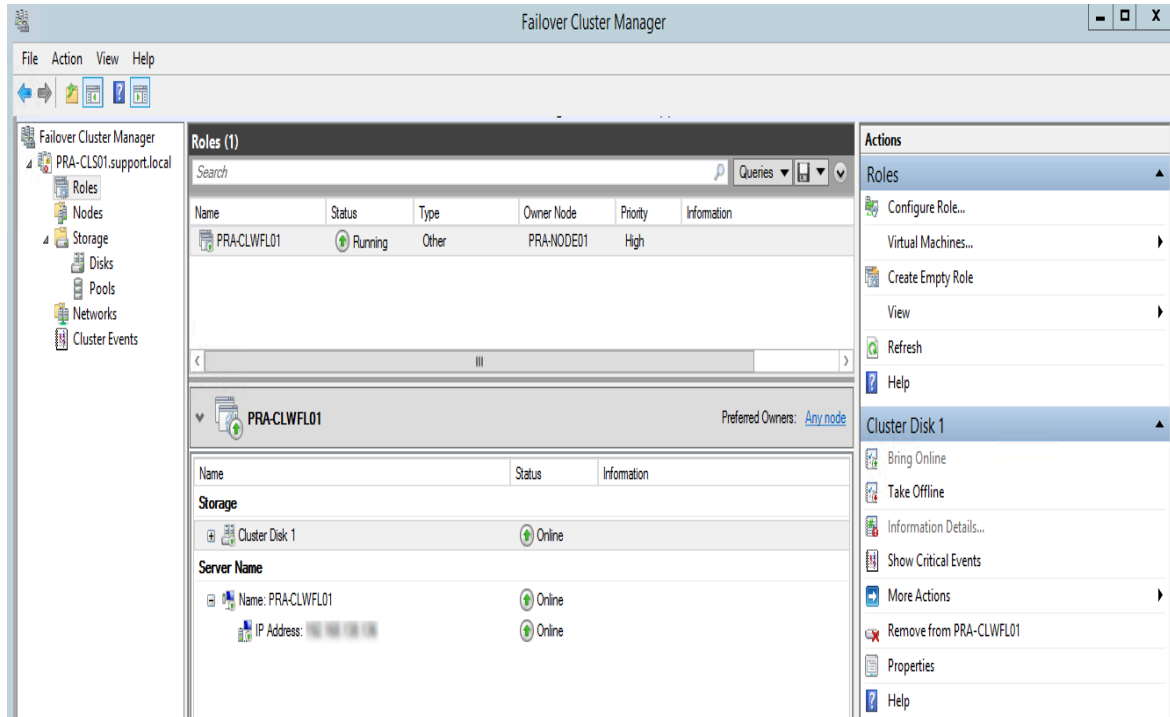 Failover Cluster Manager
File Action View Help
Failover Cluster Manager
PRA-CLS01.support.local
Roles
Nodes
Storage
Disks
Pools
Networks
Cluster Events
Roles (1)
Search
Queries
Name Status Type Owner Node Priority Information
PRA-CLWFL01 Running Other PRA-NODE01 High
PRA-CLWFL01
Preferred Owners: Any node
Name Status Information
Storage
Cluster Disk 1 Online
Server Name
Name: PRA-CLWFL01 Online
IP Address: Online
Actions
Roles
Configure Role...
Virtual Machines...
Create Empty Role
View
Refresh
Help
Cluster Disk 1
Bring Online
Take Offline
Information Details...
Show Critical Events
More Actions
Remove from PRA-CLWFL01
Properties
Help